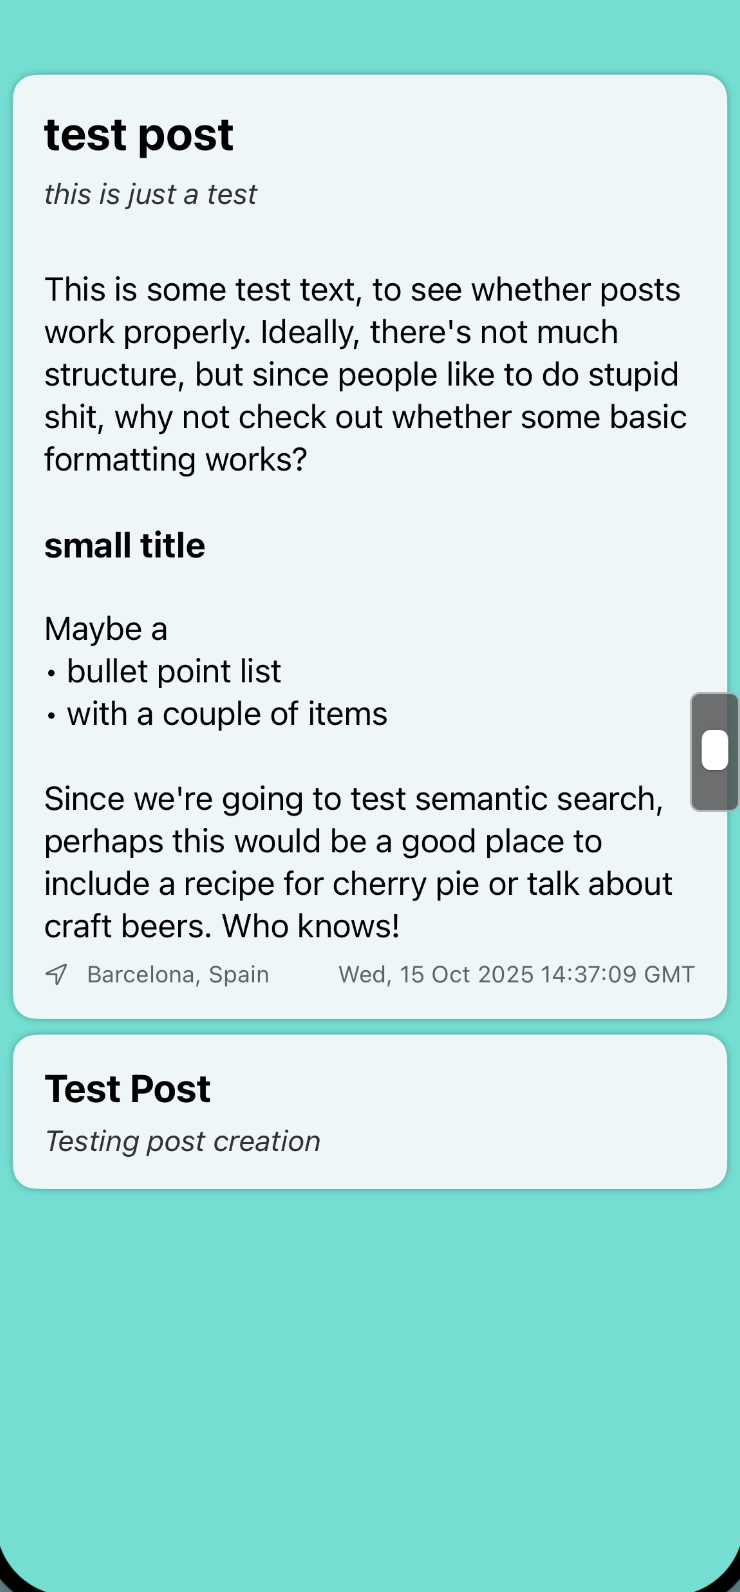 test post
this is just a test
This is some test text, to see whether posts
work properly. Ideally, there's not much
structure, but since people like to do stupid
shit, why not check out whether some basic
formatting works?
small title
Maybe a
• bullet point list
• with a couple of items
Since we're going to test semantic search,
perhaps this would be a good place to
include a recipe for cherry pie or talk about
craft beers. Who knows!
Barcelona, Spain Wed, 15 Oct 2025 14:37:09 GMT
Test Post
Testing post creation